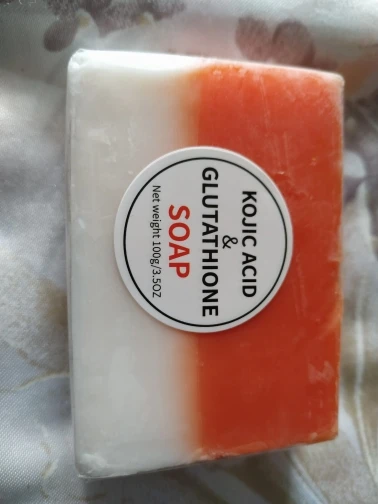 KOJIC ACID
&
GLUTATHIONE
SOAP
Net weight 100g/3.5OZ